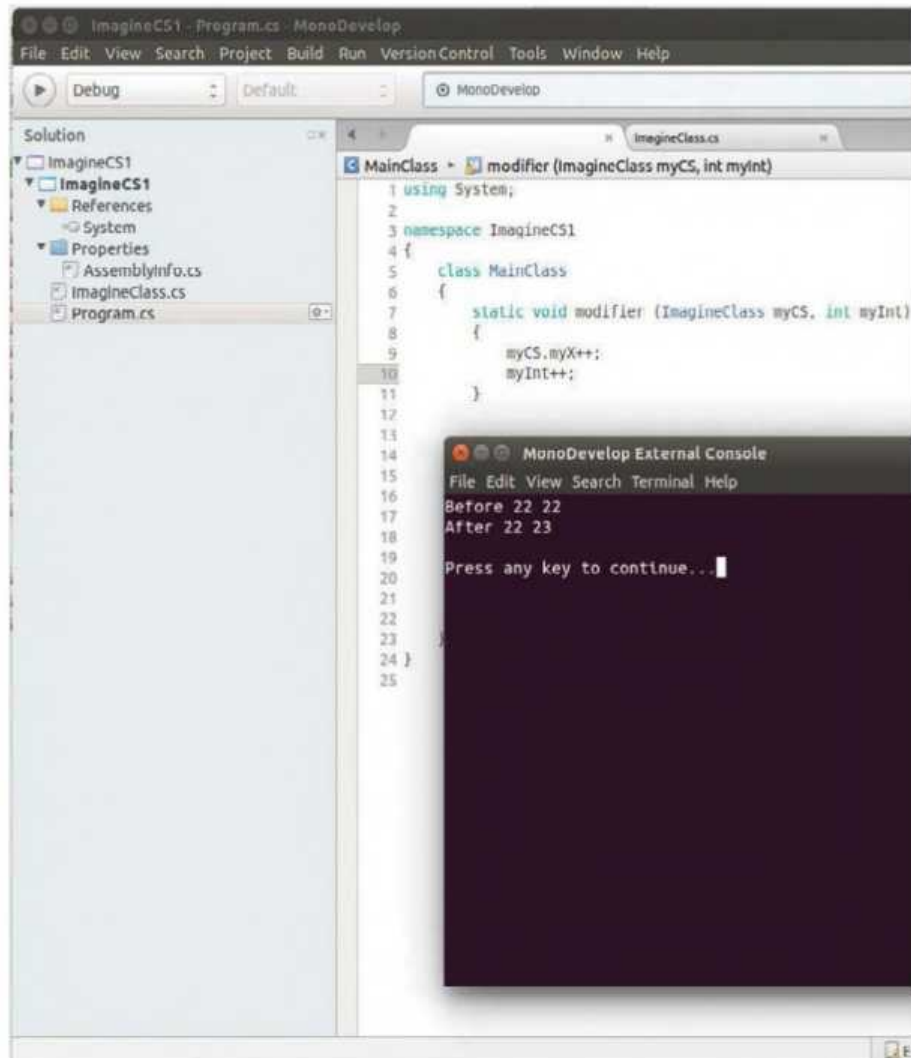 ImagineCS1 - Program.cs - MonoDevelop
File Edit View Search Project Build Run Version Control Tools Window Help
Debug Default MonoDevelop
Solution
ImagineCS1
ImagineCS1
References
System
Properties
AssemblyInfo.cs
ImagineClass.cs
Program.cs
ImagineClass.cs
MainClass modifier (ImagineClass myCS, int myInt)
1 using System;
2
3 namespace ImagineCS1
4 {
5 class MainClass
6 {
7 static void modifier (ImagineClass myCS, int myInt)
8 {
9 myCS.myX++;
10 myInt++;
11 }
12
13
14
15
16
17
18
19
20
21
22
23 }
24 }
25
MonoDevelop External Console
File Edit View Search Terminal Help
Before 22 22
After 22 23
Press any key to continue...